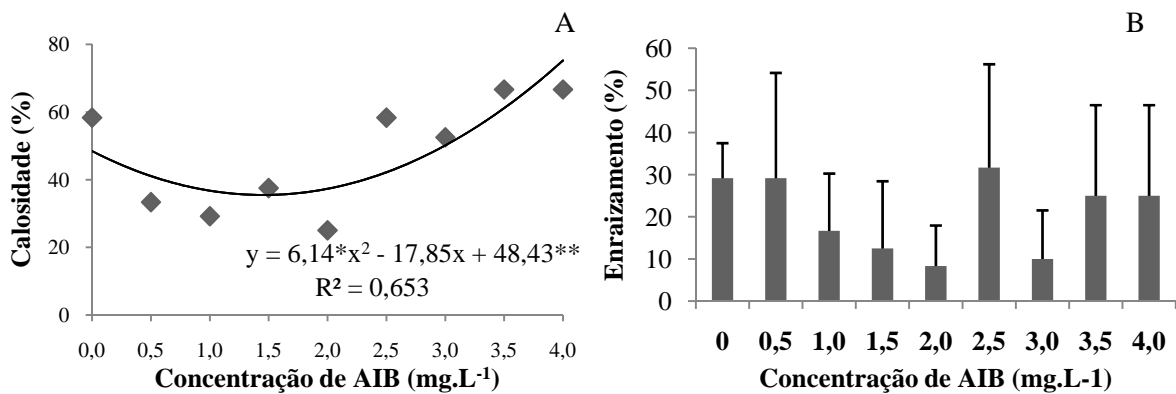 A
Calosidade (%)
80
60
40
20
0
y = 6,14*x² - 17,85x + 48,43**
R² = 0,653
0,0 0,5 1,0 1,5 2,0 2,5 3,0 3,5 4,0
Concentração de AIB (mg.L⁻¹)
B
Enraizamento (%)
60
50
40
30
20
10
0
0 0,5 1,0 1,5 2,0 2,5 3,0 3,5 4,0
Concentração de AIB (mg.L-1)